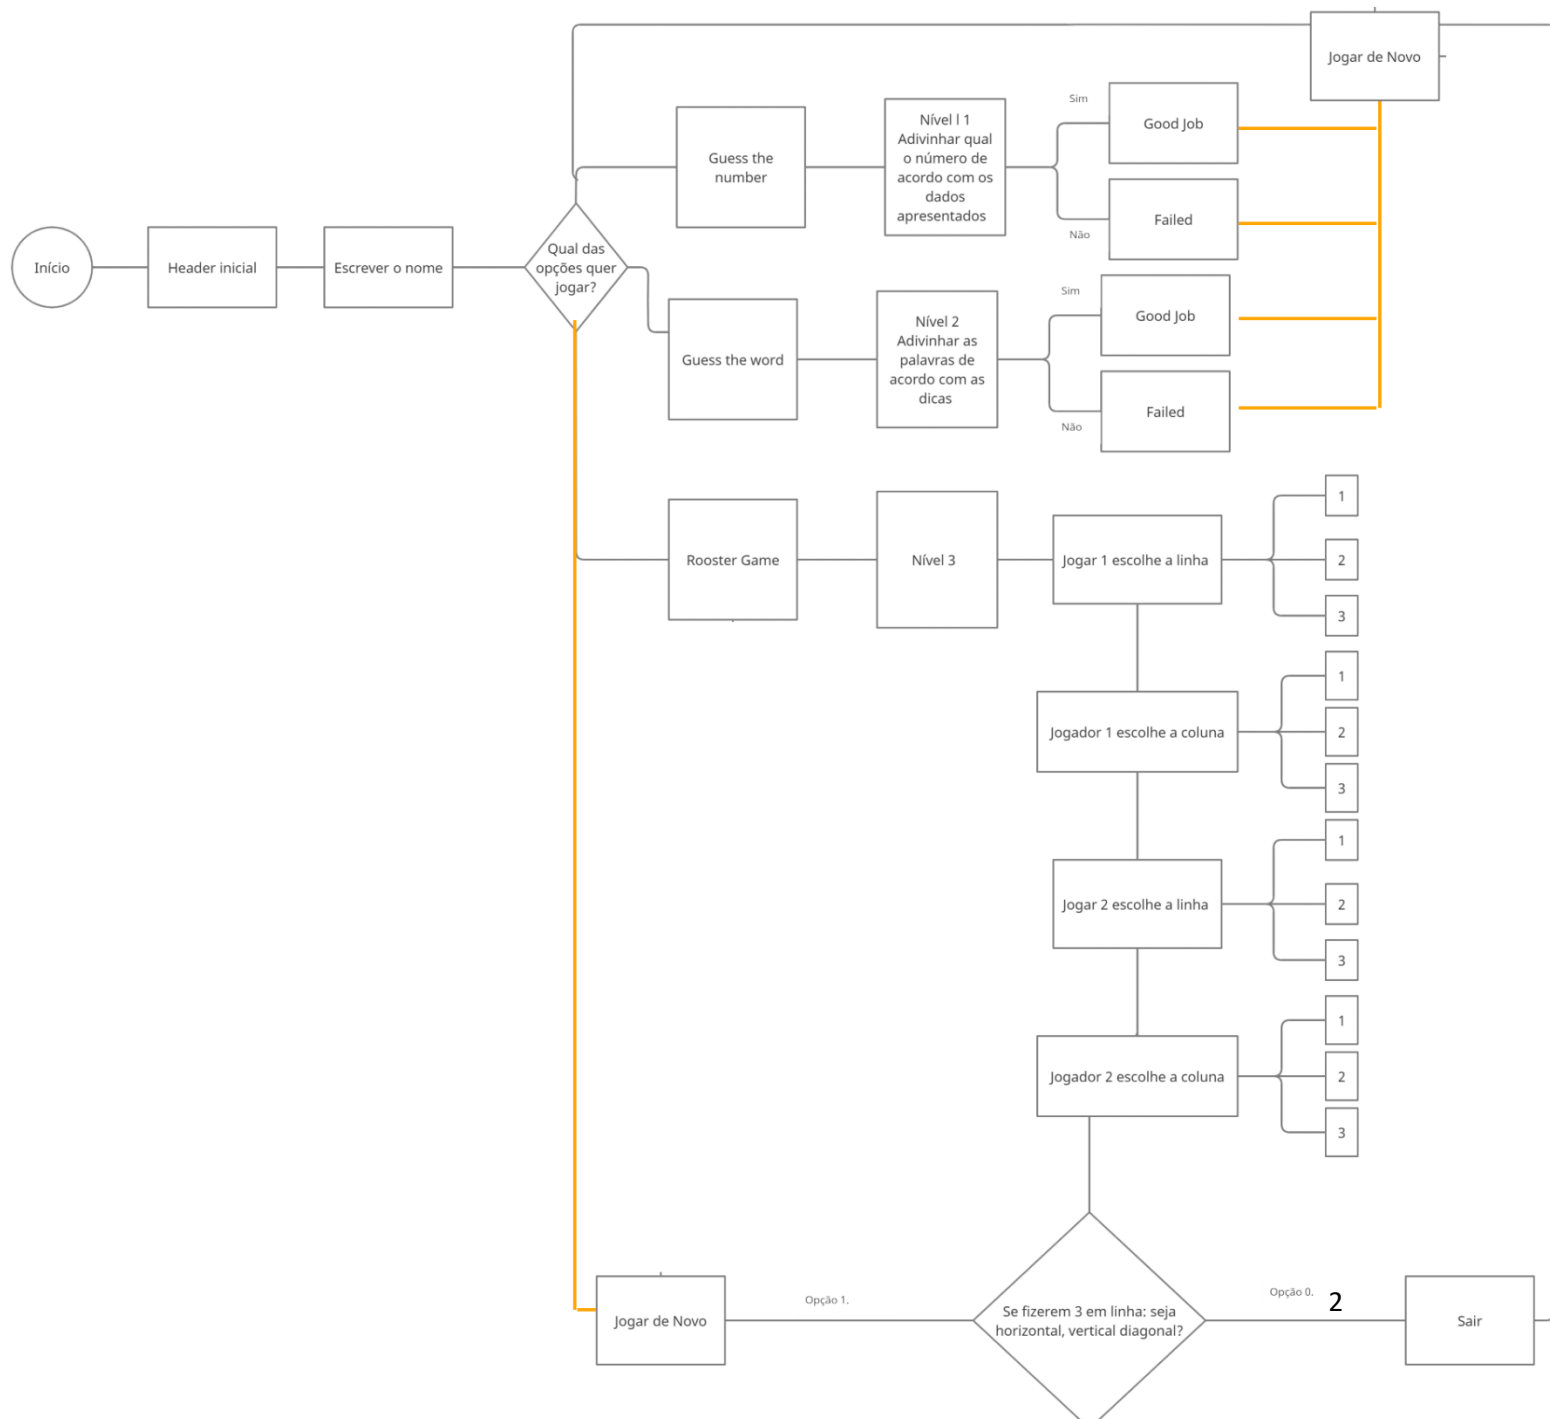 Jogar de Novo
Sim
Good Job
Nível l 1
Adivinhar qual
o número de
acordo com os
dados
apresentados
Guess the
number
Failed
Não
Início
Header inicial
Escrever o nome
Qual das
opções quer
jogar?
Sim
Good Job
Nível 2
Adivinhar as
palavras de
acordo com as
dicas
Guess the word
Failed
Não
Rooster Game
Nível 3
Jogar 1 escolhe a linha
1
2
3
Jogador 1 escolhe a coluna
1
2
3
Jogar 2 escolhe a linha
1
2
3
Jogador 2 escolhe a coluna
1
2
3
Jogar de Novo
Opção 1.
Se fizerem 3 em linha: seja
horizontal, vertical diagonal?
Opção 0.
2
Sair